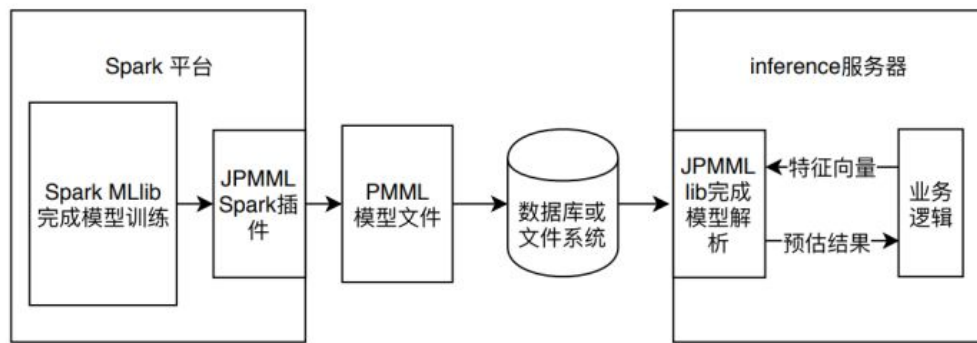 Spark 平台
Spark MLlib
完成模型训练
JPMML
Spark插
件
PMML
模型文件
数据库或
文件系统
inference服务器
JPMML
lib完成
模型解
析
特征向量
预估结果
业务
逻辑